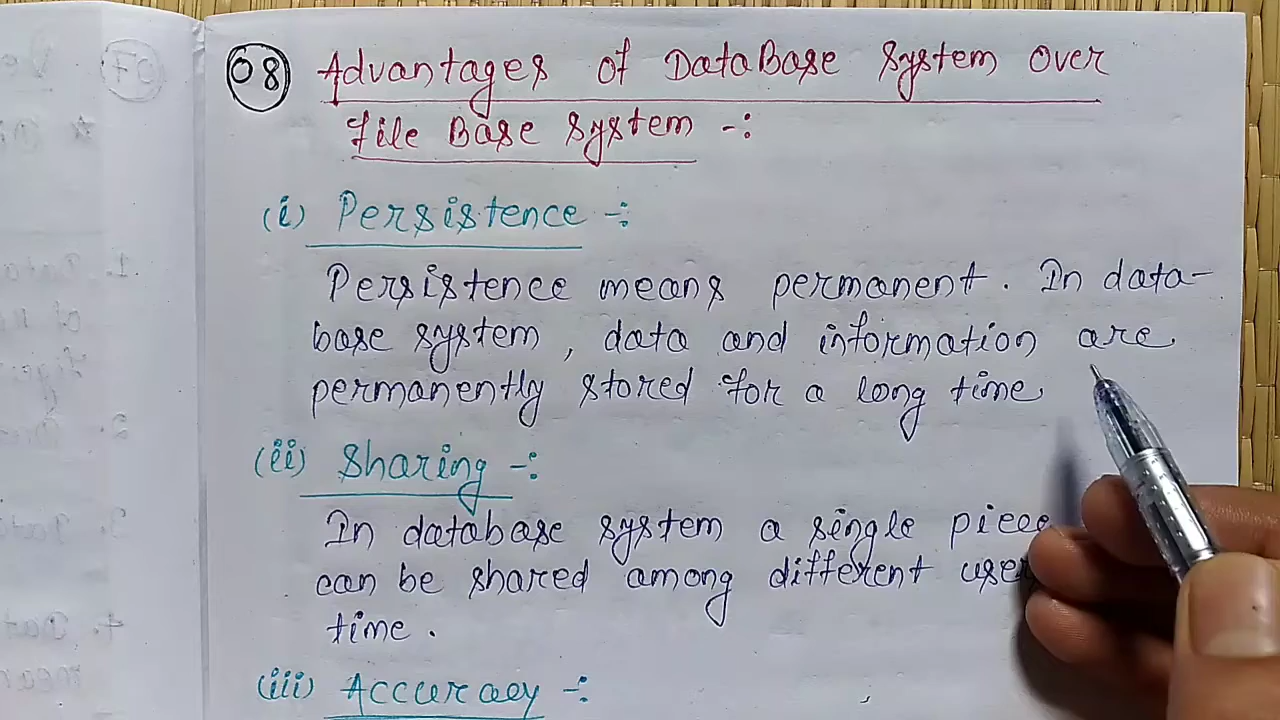 08 Advantages of DataBase System Over
File Base System -:
(i) Persistence -:
Persistence means permanent. In data-
base system, data and information are
permanently stored for a long time.
(ii) Sharing -:
In database system a single piece
can be shared among different
time.
(iii) Accuracy -: